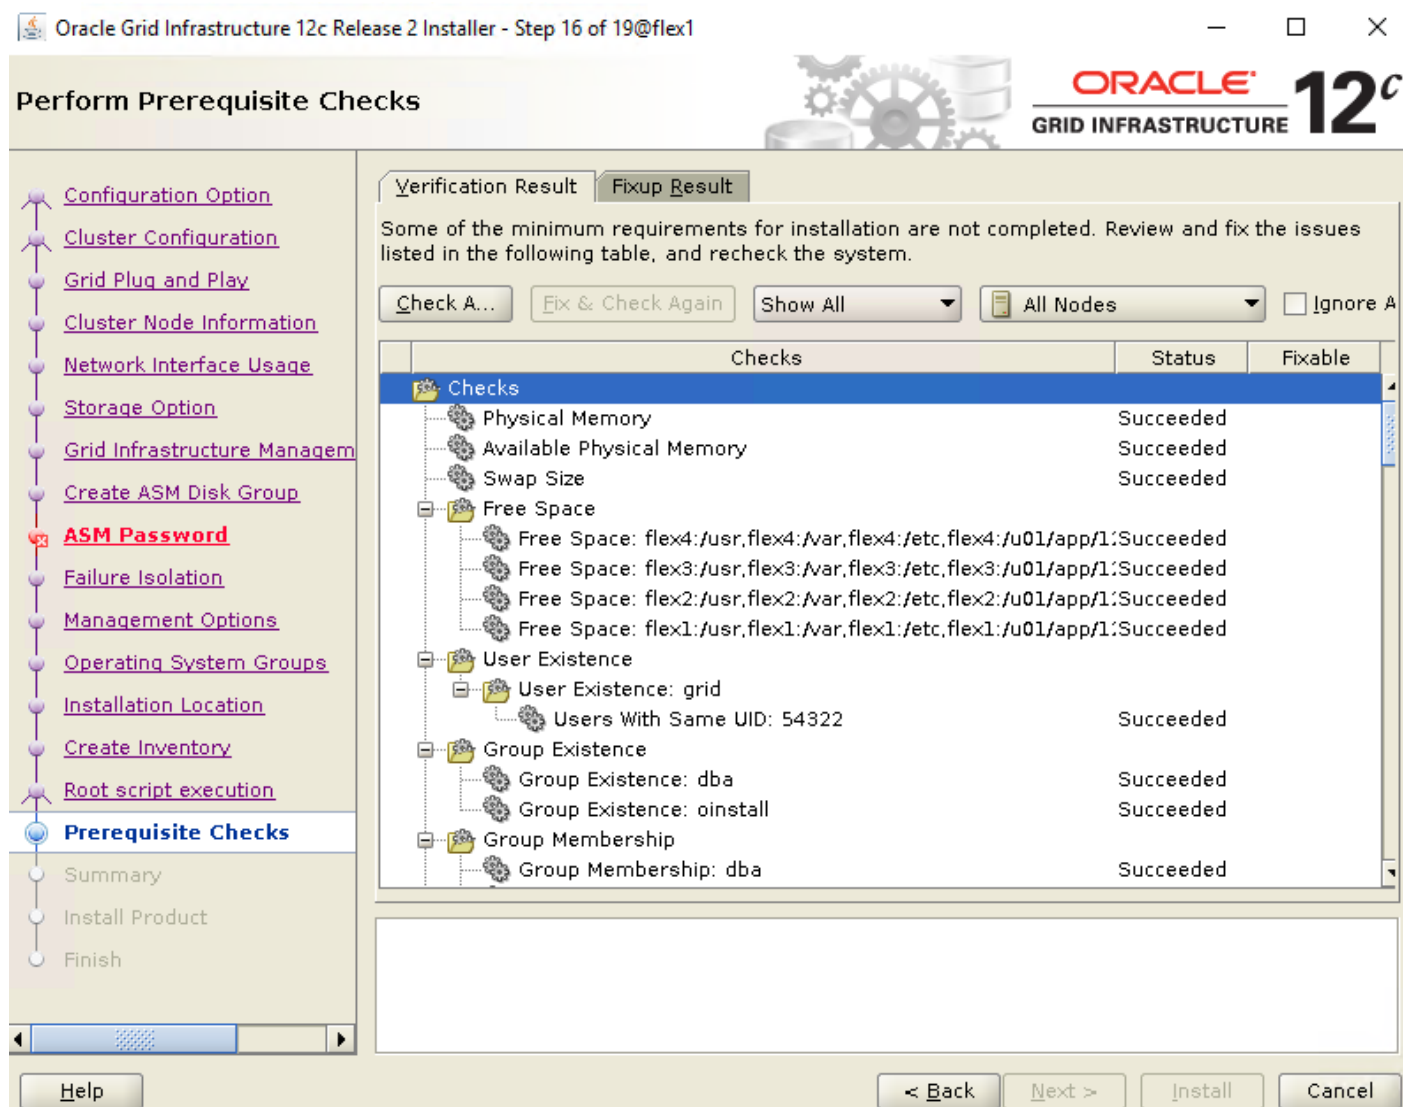 Oracle Grid Infrastructure 12c Release 2 Installer - Step 16 of 19@flex1
Perform Prerequisite Checks
ORACLE
GRID INFRASTRUCTURE
12c
Configuration Option
Cluster Configuration
Grid Plug and Play
Cluster Node Information
Network Interface Usage
Storage Option
Grid Infrastructure Managem
Create ASM Disk Group
ASM Password
Failure Isolation
Management Options
Operating System Groups
Installation Location
Create Inventory
Root script execution
Prerequisite Checks
Summary
Install Product
Finish
Verification Result Fixup Result
Some of the minimum requirements for installation are not completed. Review and fix the issues
listed in the following table, and recheck the system.
Check A... Fix & Check Again Show All All Nodes Ignore A
Checks Status Fixable
Checks
Physical Memory Succeeded
Available Physical Memory Succeeded
Swap Size Succeeded
Free Space
Free Space: flex4:/usr,flex4:/var,flex4:/etc,flex4:/u01/app/1 Succeeded
Free Space: flex3:/usr,flex3:/var,flex3:/etc,flex3:/u01/app/1 Succeeded
Free Space: flex2:/usr,flex2:/var,flex2:/etc,flex2:/u01/app/1 Succeeded
Free Space: flex1:/usr,flex1:/var,flex1:/etc,flex1:/u01/app/1 Succeeded
User Existence
User Existence: grid
Users With Same UID: 54322 Succeeded
Group Existence
Group Existence: dba Succeeded
Group Existence: oinstall Succeeded
Group Membership
Group Membership: dba Succeeded
Help < Back Next > Install Cancel